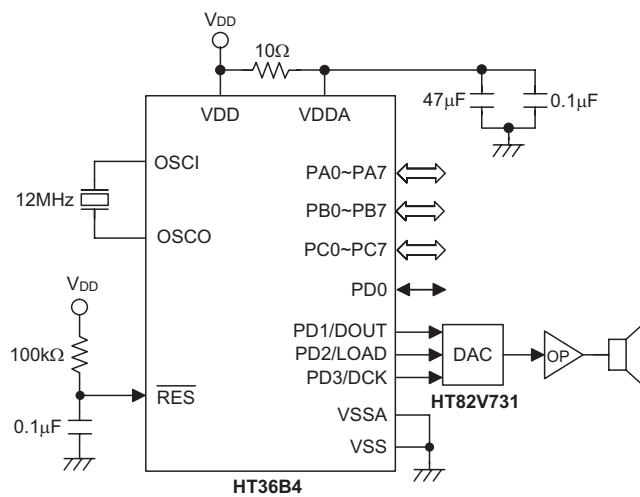 VDD
10Ω
VDD
VDDA
47μF
0.1μF
OSCI
12MHz
OSCO
PA0~PA7
PB0~PB7
PC0~PC7
PD0
VDD
100kΩ
RES
0.1μF
PD1/DOUT
PD2/LOAD
PD3/DCK
DAC
OP
HT82V731
VSSA
VSS
HT36B4